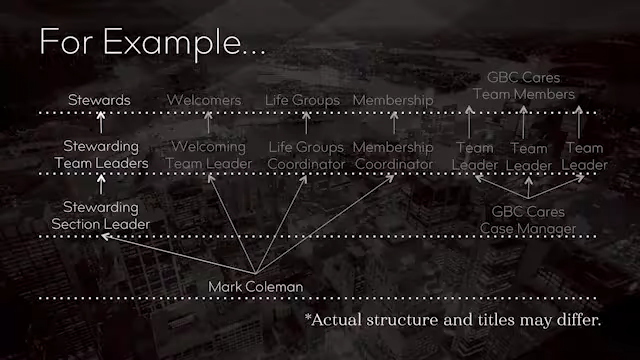 For Example...
GBC Cares
Team Members
Stewards
Welcomers
Life Groups
Membership
Stewarding
Team Leaders
Welcoming
Team Leader
Life Groups
Coordinator
Membership
Coordinator
Team
Leader
Team
Leader
Team
Leader
Stewarding
Section Leader
GBC Cares
Case Manager
Mark Coleman
*Actual structure and titles may differ.